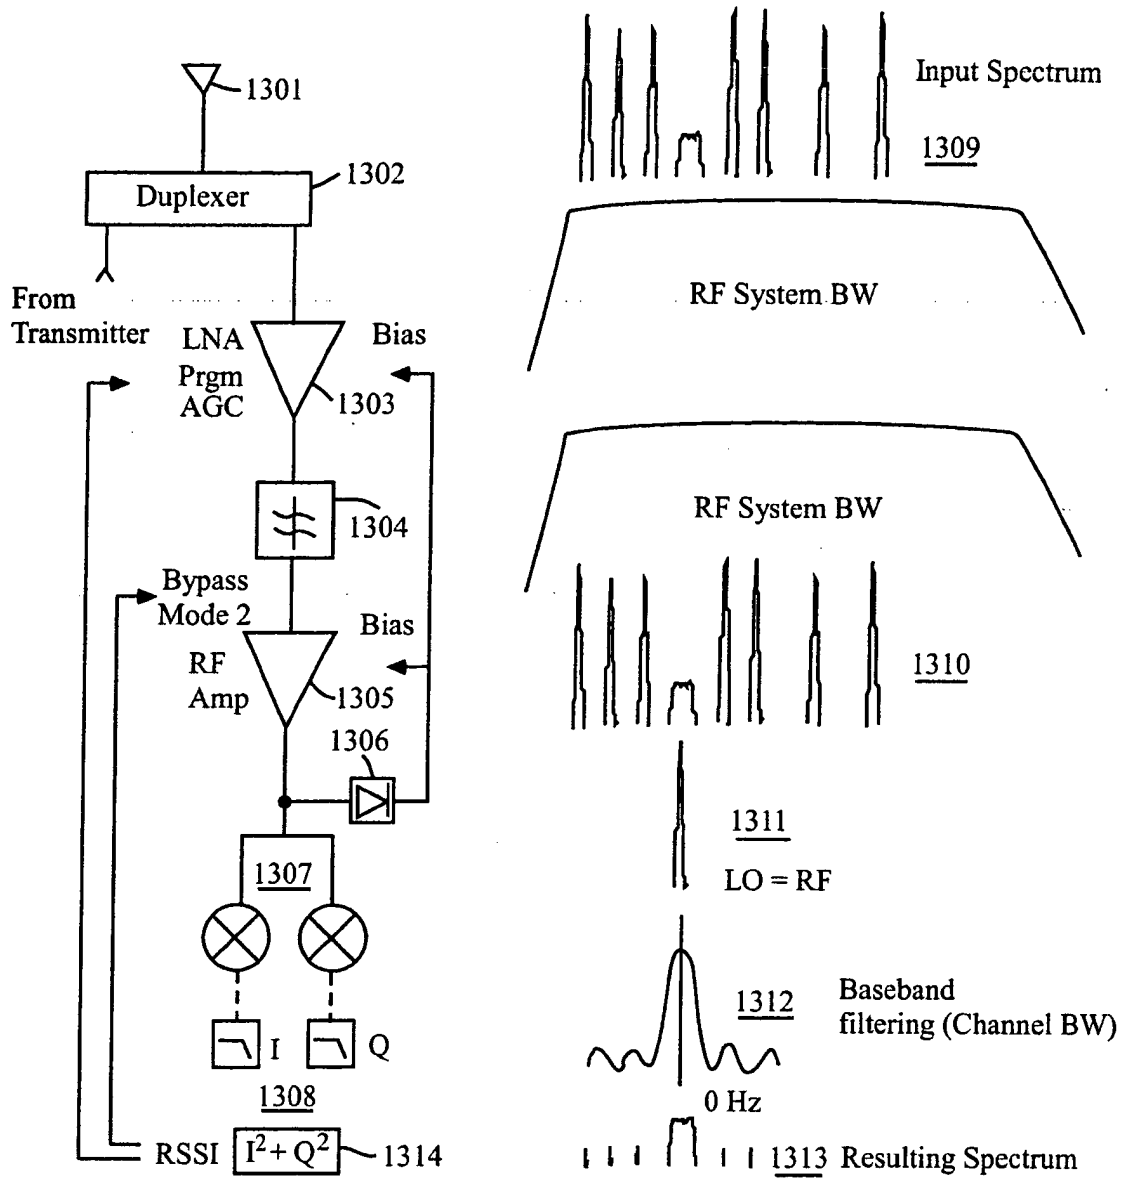 1301
Input Spectrum
1309
1302
Duplexer
From
Transmitter
RF System BW
LNA
Prgm
AGC
Bias
1303
1304
RF System BW
Bypass
Mode 2
Bias
RF
Amp
1305
1310
1306
1311
LO = RF
1307
1312
Baseband
filtering (Channel BW)
I
Q
1308
0 Hz
RSSI
I² + Q²
1314
1313
Resulting Spectrum